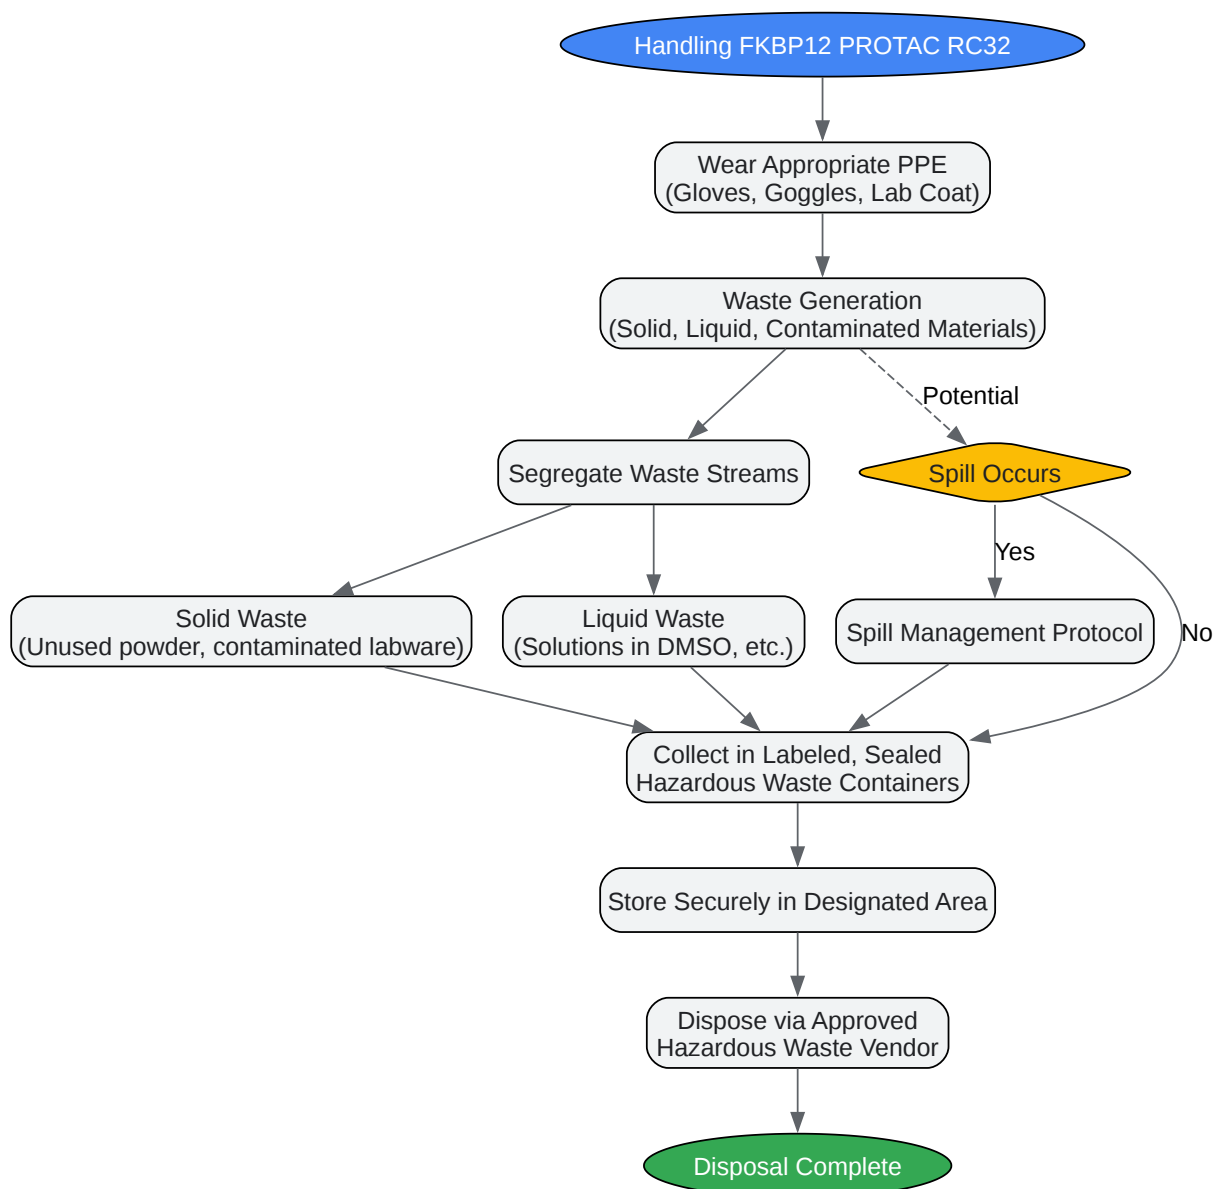 Handling FKBP12 PROTAC RC32
Wear Appropriate PPE
(Gloves, Goggles, Lab Coat)
Waste Generation
(Solid, Liquid, Contaminated Materials)
Potential
Segregate Waste Streams
Spill Occurs
Yes
Solid Waste
(Unused powder, contaminated labware)
Liquid Waste
(Solutions in DMSO, etc.)
Spill Management Protocol
No
Collect in Labeled, Sealed
Hazardous Waste Containers
Store Securely in Designated Area
Dispose via Approved
Hazardous Waste Vendor
Disposal Complete